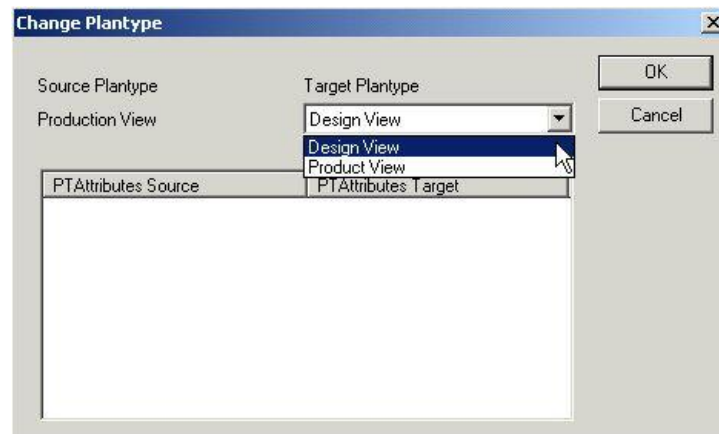 Change Plantype
Source Plantype Target Plantype
OK
Production View Design View
Cancel
Design View
Product View
PTAttributes Source PTAttributes Target